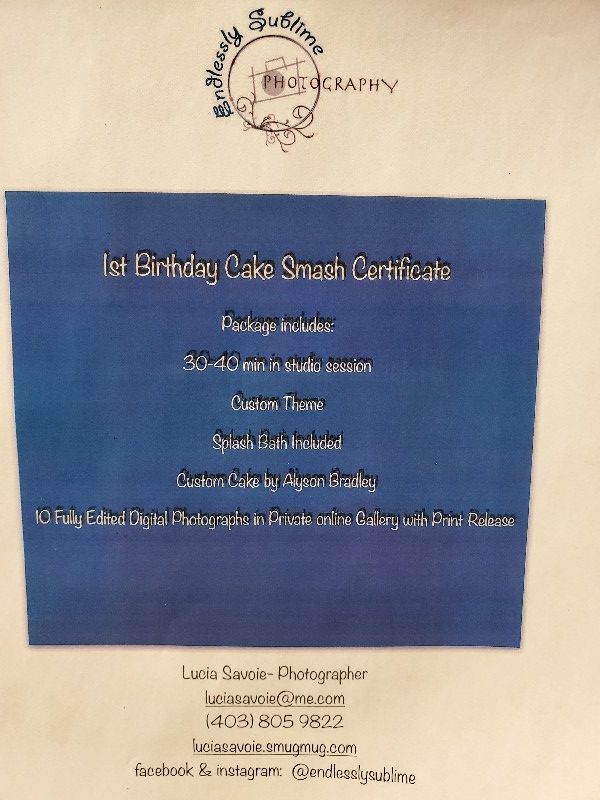 Endlessly Sublime
PHOTOGRAPHY
1st Birthday Cake Smash Certificate
Package includes:
30-40 min in studio session
Custom Theme
Splash Bath Included
Custom Cake by Alyson Bradley
10 Fully Edited Digital Photographs in Private online Gallery with Print Release
Lucia Savoie- Photographer
luciasavoie@me.com
(403) 805 9822
luciasavoie.smugmug.com
facebook & instagram: @endlesslysublime